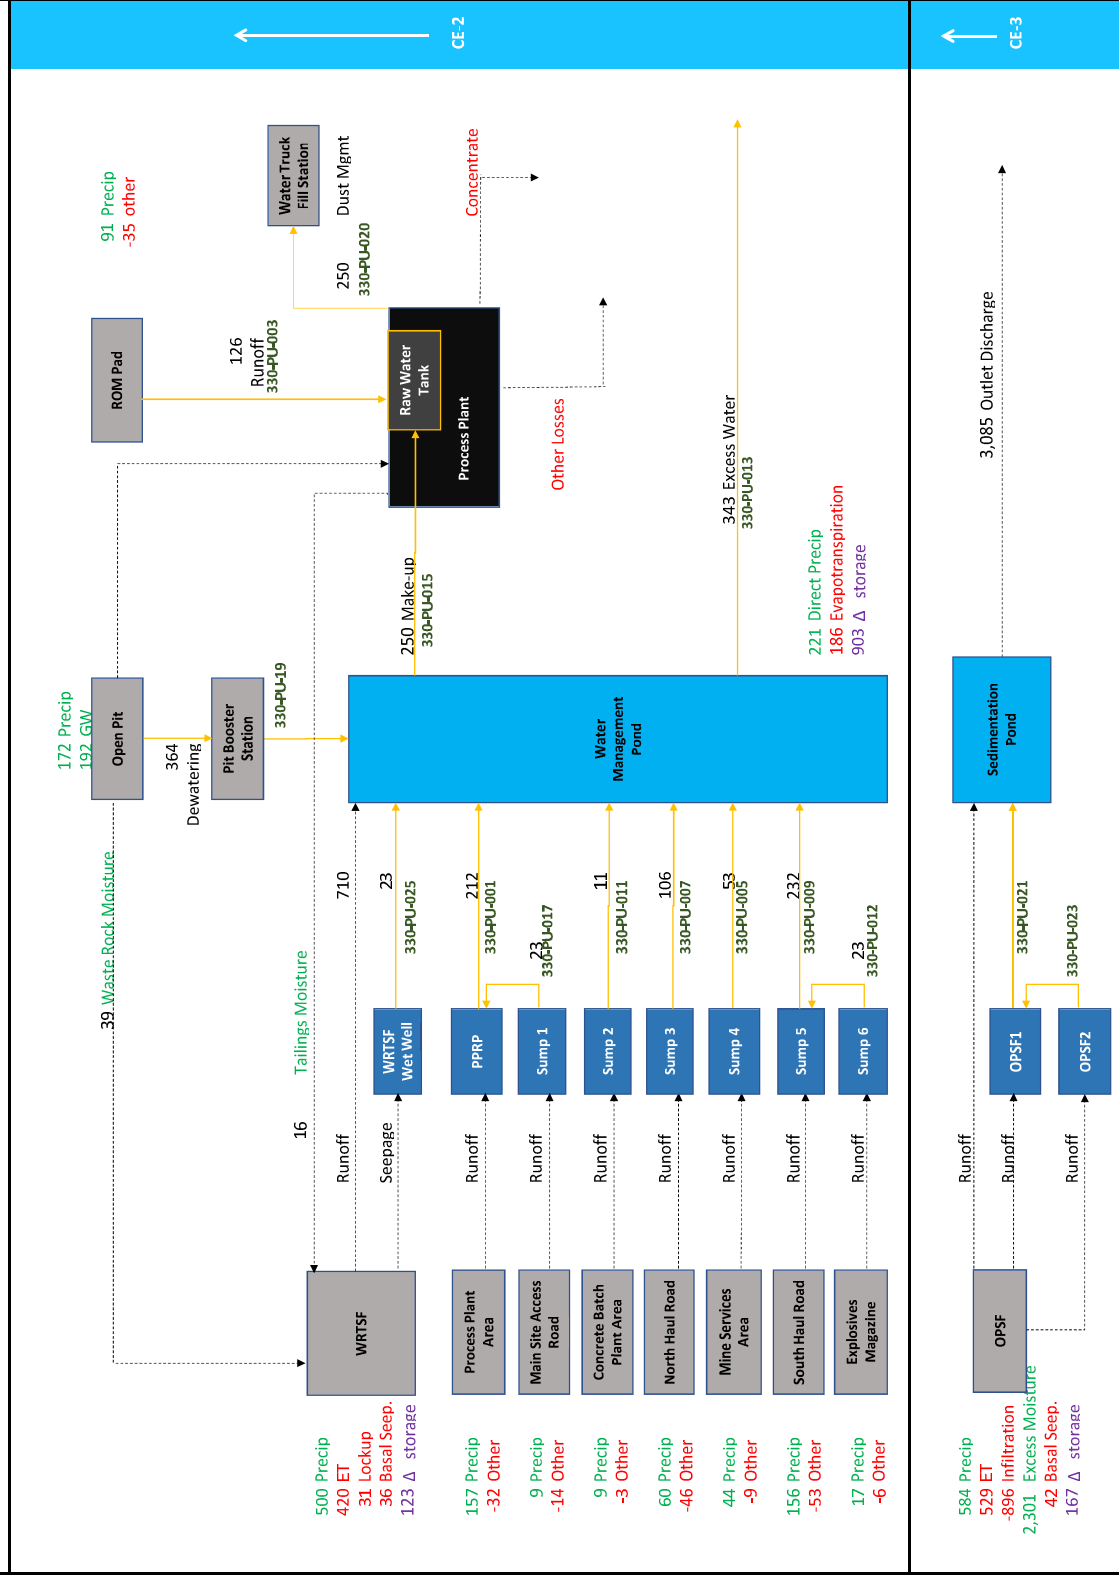 CE-2
CE-3
500 Precip
420 ET
31 Lockup
36 Basal Seep.
123 Δ storage
157 Precip
-32 Other
9 Precip
-14 Other
9 Precip
-3 Other
60 Precip
-46 Other
44 Precip
-9 Other
156 Precip
-53 Other
17 Precip
-6 Other
WRTSF
Process Plant
Area
Main Site Access
Road
Concrete Batch
Plant Area
North Haul Road
Mine Services
Area
South Haul Road
Explosives
Magazine
39 Waste Rock Moisture
16
Tailings Moisture
Runoff
710
Seepage
Runoff
Runoff
Runoff
Runoff
Runoff
Runoff
Runoff
WRTSF
Wet Well
PPRP
Sump 1
Sump 2
Sump 3
Sump 4
Sump 5
Sump 6
23
330-PU-025
212
330-PU-001
23
330-PU-017
11
330-PU-011
106
330-PU-007
53
330-PU-005
232
330-PU-009
23
330-PU-012
172 Precip
192 GW
Open Pit
364
Dewatering
Pit Booster
Station
330-PU-19
Water
Management
Pond
221 Direct Precip
186 Evapotranspiration
903 Δ storage
250 Make-up
330-PU-015
343 Excess Water
330-PU-013
91 Precip
-35 other
ROM Pad
126
Runoff
330-PU-003
Raw Water
Tank
Process Plant
Other Losses
Concentrate
250
330-PU-020
Water Truck
Fill Station
Dust Mgmt
584 Precip
529 ET
-896 Infiltration
2,301 Excess Moisture
42 Basal Seep.
167 Δ storage
OPSF
Runoff
Runoff
Runoff
OPSF1
OPSF2
330-PU-021
330-PU-023
Sedimentation
Pond
3,085 Outlet Discharge